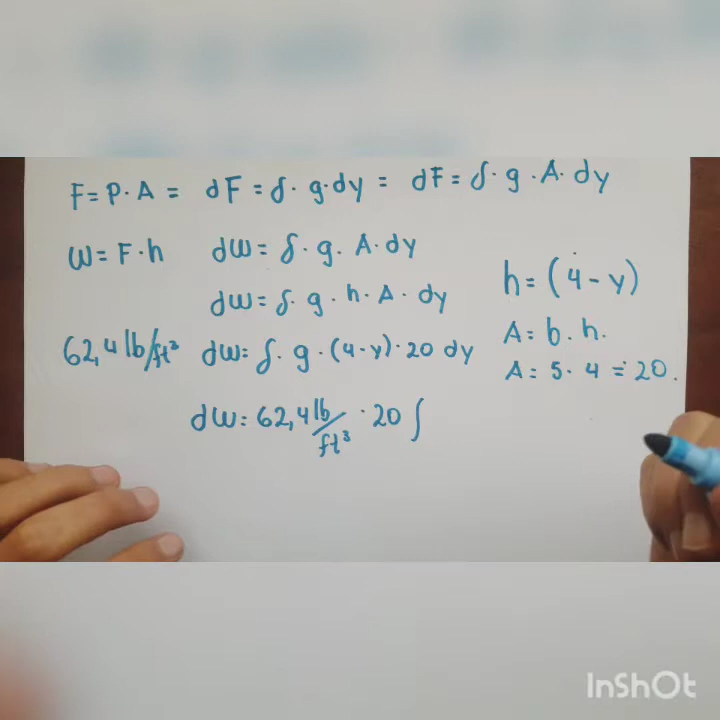 F = P · A = dF = δ · g · dy = dF = δ · g · A · dy
W = F · h dW = δ · g · A · dy
dW = δ · g · h · A · dy
h = (4 - y)
A = b · h.
62,4 lb/ft³ dW = δ · g · (4-y) · 20 dy
A = 5 · 4 = 20.
dW = 62,4 lb/ft³ · 20 ∫
InShOt